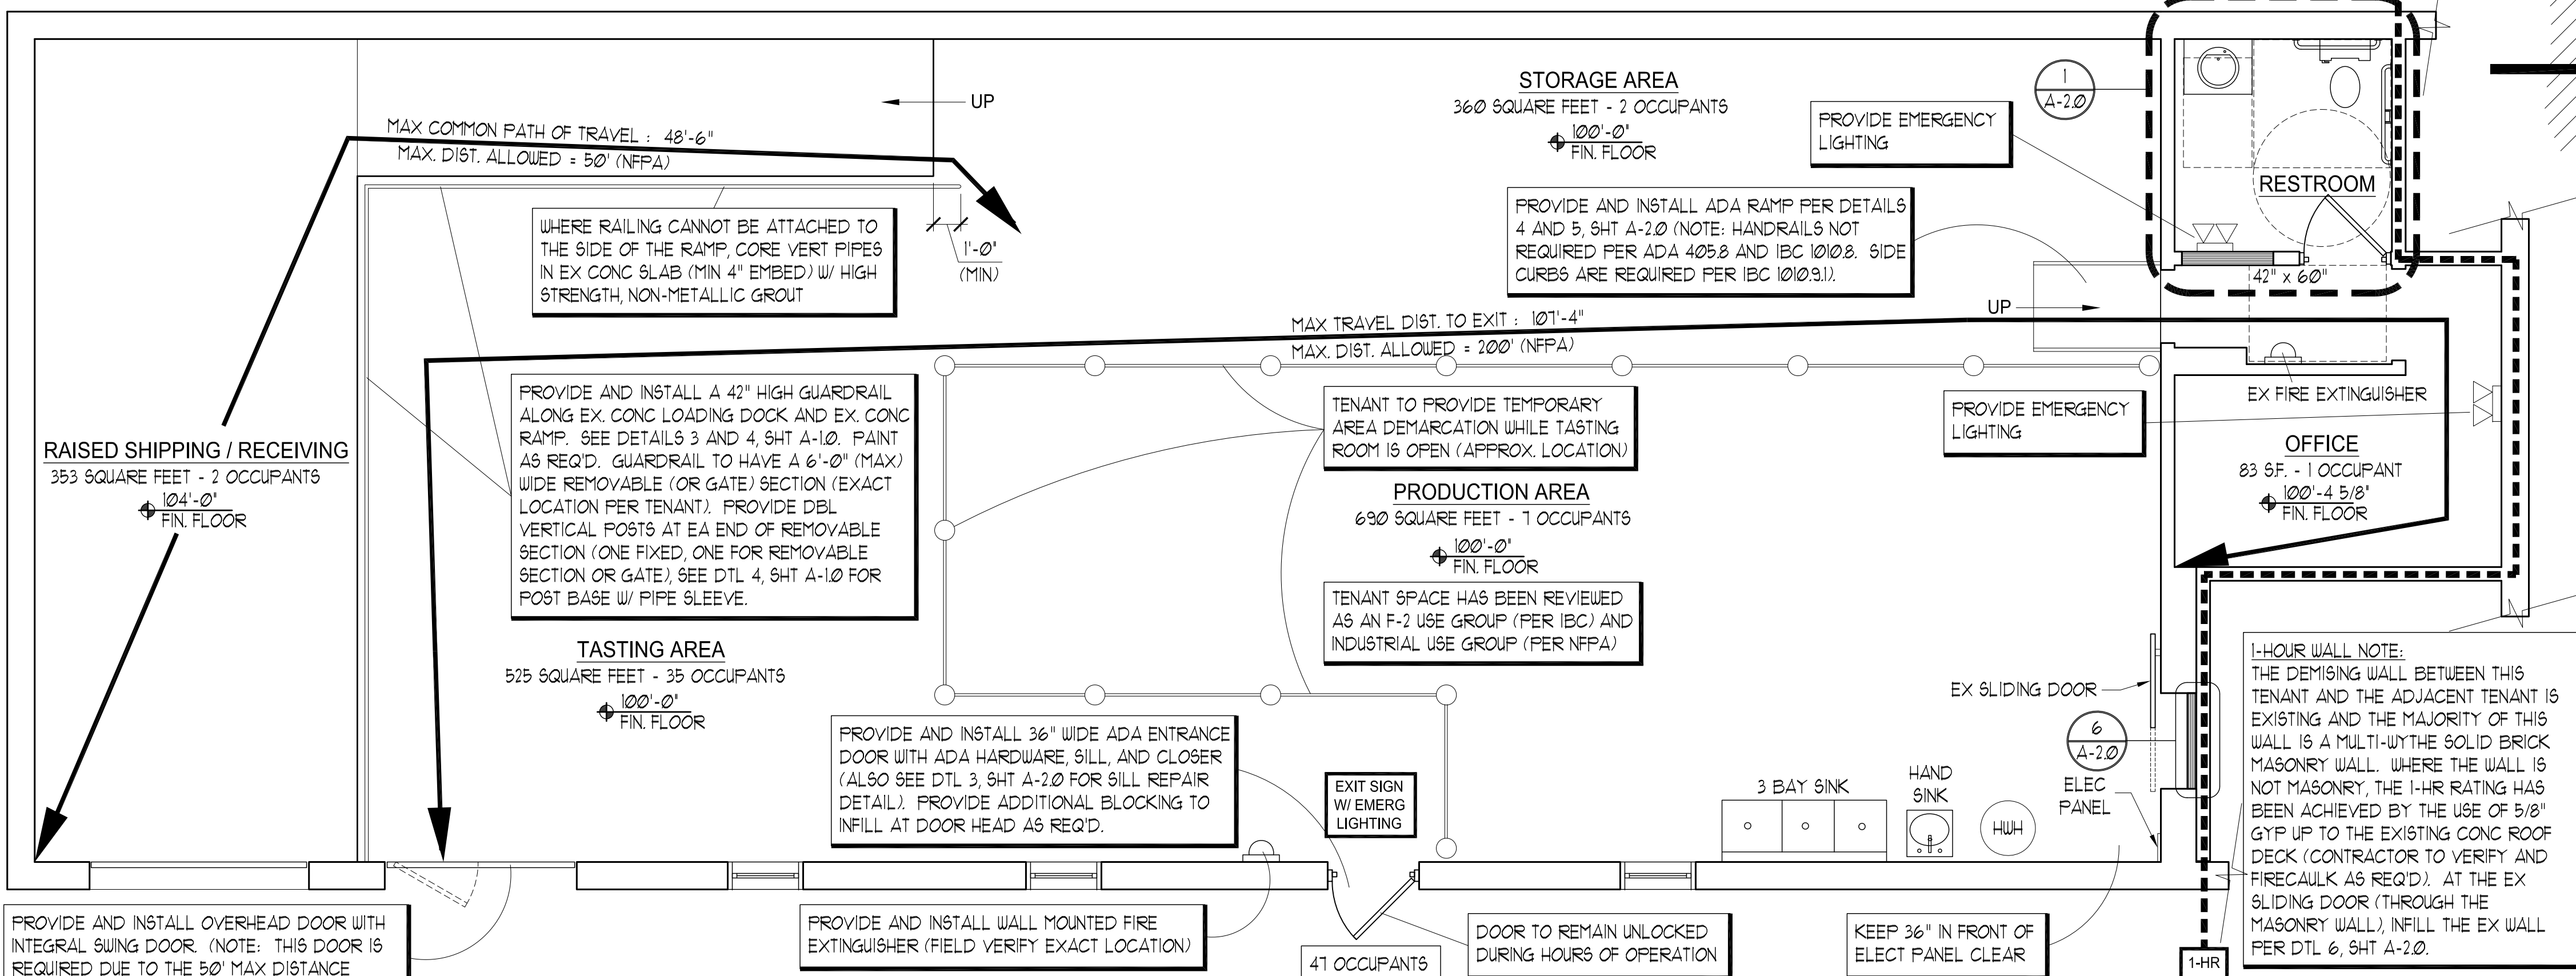 MAX COMMON PATH OF TRAVEL : 48'-6"
MAX. DIST. ALLOWED = 50' (NFPA)
UP
WHERE RAILING CANNOT BE ATTACHED TO
THE SIDE OF THE RAMP, CORE VERT PIPES
IN EX CONC SLAB (MIN 4" EMBED) W/ HIGH
STRENGTH, NON-METALLIC GROUT
1'-0"
(MIN)
STORAGE AREA
360 SQUARE FEET - 2 OCCUPANTS
100'-0"
FIN. FLOOR
PROVIDE EMERGENCY
LIGHTING
1
A-2.0
RESTROOM
42" x 60"
PROVIDE AND INSTALL ADA RAMP PER DETAILS
4 AND 5, SHT A-2.0 (NOTE: HANDRAILS NOT
REQUIRED PER ADA 405.8 AND IBC 1010.8. SIDE
CURBS ARE REQUIRED PER IBC 1010.9.1).
UP
MAX TRAVEL DIST. TO EXIT : 107'-4"
MAX. DIST. ALLOWED = 200' (NFPA)
RAISED SHIPPING / RECEIVING
353 SQUARE FEET - 2 OCCUPANTS
104'-0"
FIN. FLOOR
PROVIDE AND INSTALL A 42" HIGH GUARDRAIL
ALONG EX. CONC LOADING DOCK AND EX. CONC
RAMP. SEE DETAILS 3 AND 4, SHT A-1.0. PAINT
AS REQ'D. GUARDRAIL TO HAVE A 6'-0" (MAX)
WIDE REMOVABLE (OR GATE) SECTION (EXACT
LOCATION PER TENANT). PROVIDE DBL
VERTICAL POSTS AT EA END OF REMOVABLE
SECTION (ONE FIXED, ONE FOR REMOVABLE
SECTION OR GATE), SEE DTL 4, SHT A-1.0 FOR
POST BASE W/ PIPE SLEEVE.
TENANT TO PROVIDE TEMPORARY
AREA DEMARCATION WHILE TASTING
ROOM IS OPEN (APPROX. LOCATION)
PRODUCTION AREA
690 SQUARE FEET - 7 OCCUPANTS
100'-0"
FIN. FLOOR
TENANT SPACE HAS BEEN REVIEWED
AS AN F-2 USE GROUP (PER IBC) AND
INDUSTRIAL USE GROUP (PER NFPA)
PROVIDE EMERGENCY
LIGHTING
EX FIRE EXTINGUISHER
OFFICE
83 S.F. - 1 OCCUPANT
100'-4 5/8"
FIN. FLOOR
TASTING AREA
525 SQUARE FEET - 35 OCCUPANTS
100'-0"
FIN. FLOOR
PROVIDE AND INSTALL 36" WIDE ADA ENTRANCE
DOOR WITH ADA HARDWARE, SILL, AND CLOSER
(ALSO SEE DTL 3, SHT A-2.0 FOR SILL REPAIR
DETAIL). PROVIDE ADDITIONAL BLOCKING TO
INFILL AT DOOR HEAD AS REQ'D.
EXIT SIGN
W/ EMERG
LIGHTING
3 BAY SINK
HAND
SINK
HWH
EX SLIDING DOOR
6
A-2.0
ELEC
PANEL
1-HOUR WALL NOTE:
THE DEMISING WALL BETWEEN THIS
TENANT AND THE ADJACENT TENANT IS
EXISTING AND THE MAJORITY OF THIS
WALL IS A MULTI-WYTHE SOLID BRICK
MASONRY WALL. WHERE THE WALL IS
NOT MASONRY, THE 1-HR RATING HAS
BEEN ACHIEVED BY THE USE OF 5/8"
GYP UP TO THE EXISTING CONC ROOF
DECK (CONTRACTOR TO VERIFY AND
FIRECAULK AS REQ'D). AT THE EX
SLIDING DOOR (THROUGH THE
MASONRY WALL), INFILL THE EX WALL
PER DTL 6, SHT A-2.0.
PROVIDE AND INSTALL OVERHEAD DOOR WITH
INTEGRAL SWING DOOR. (NOTE: THIS DOOR IS
REQUIRED DUE TO THE 50' MAX DISTANCE
PROVIDE AND INSTALL WALL MOUNTED FIRE
EXTINGUISHER (FIELD VERIFY EXACT LOCATION)
47 OCCUPANTS
DOOR TO REMAIN UNLOCKED
DURING HOURS OF OPERATION
KEEP 36" IN FRONT OF
ELECT PANEL CLEAR
1-HR